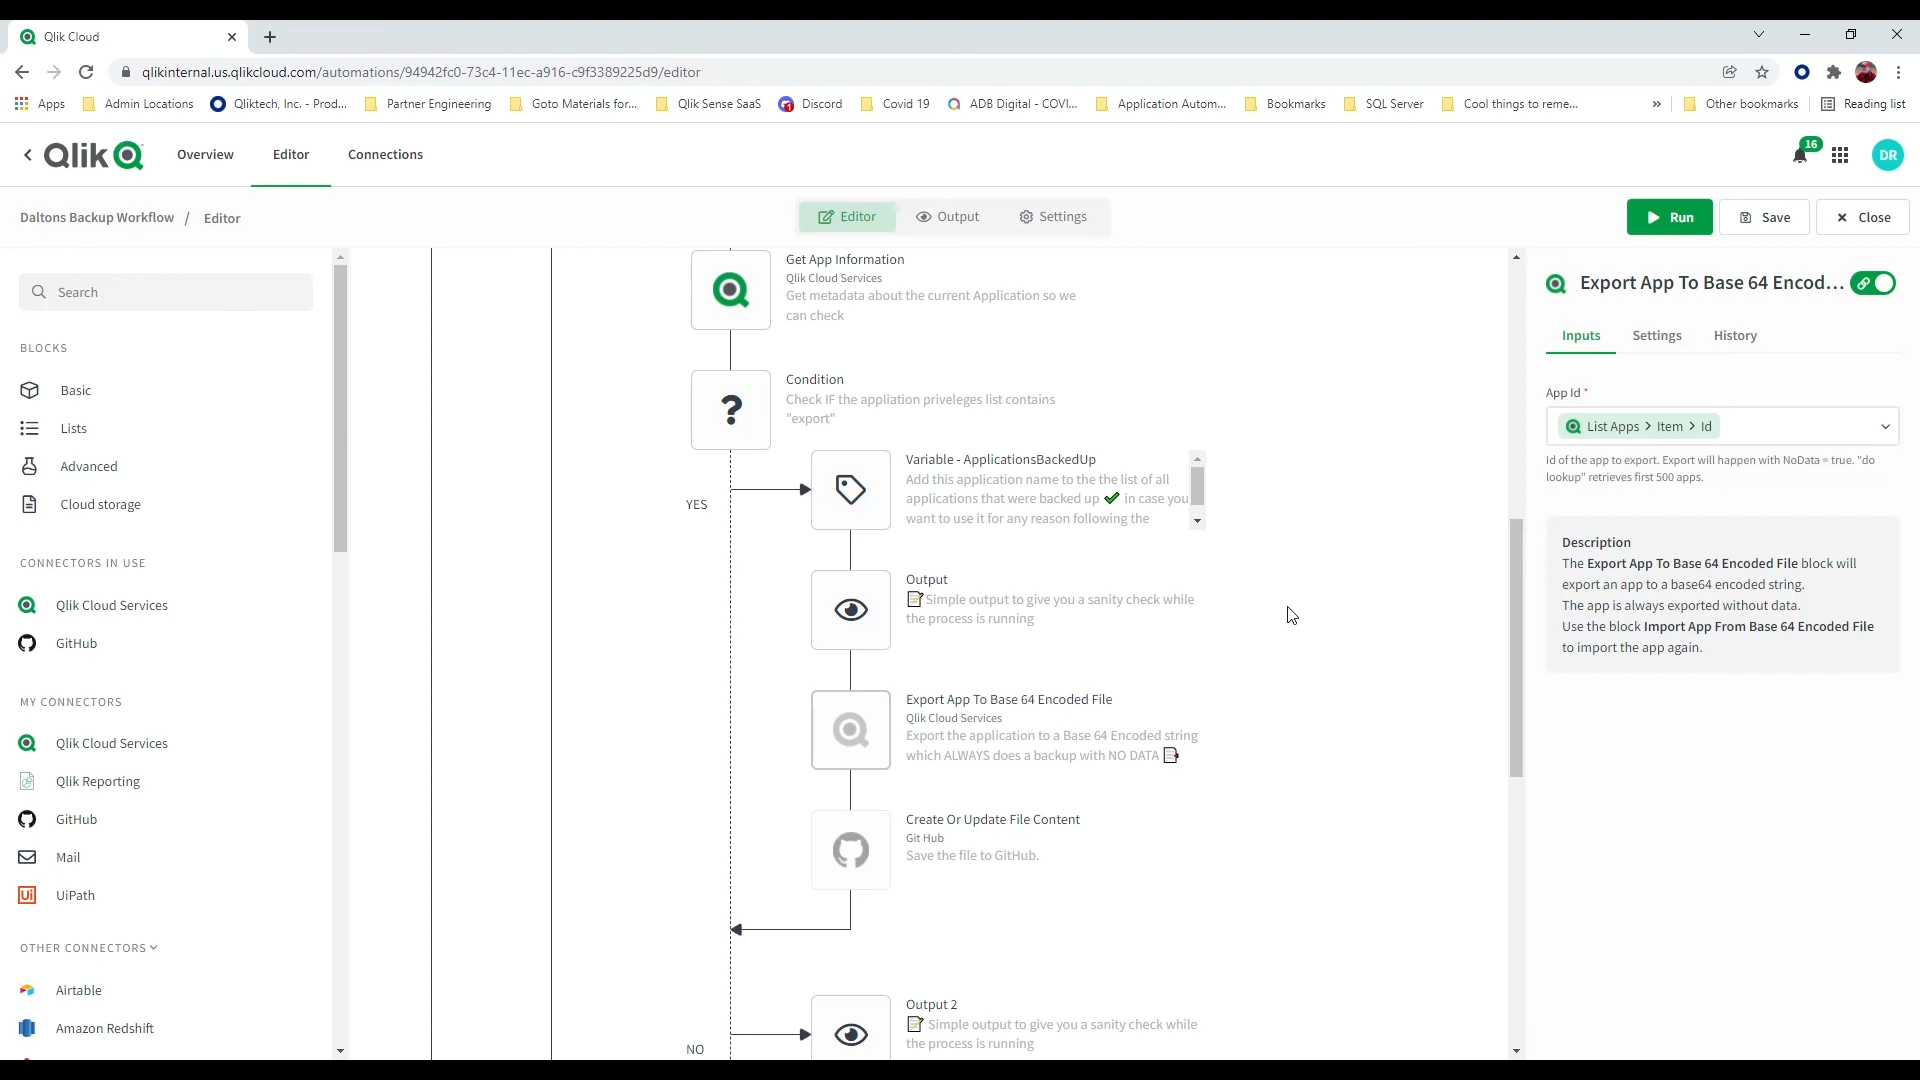 Qlik Cloud
qlikinternal.us.qlikcloud.com/automations/94942fc0-73c4-11ec-a916-c9f3389225d9/editor
Apps
Admin Locations
Qliktech, Inc. - Prod...
Partner Engineering
Goto Materials for...
Qlik Sense SaaS
Discord
Covid 19
ADB Digital - COVI...
Application Autom...
Bookmarks
SQL Server
Cool things to reme...
»
Other bookmarks
Reading list
Qlik
Overview
Editor
Connections
16
DR
Daltons Backup Workflow / Editor
Editor
Output
Settings
Run
Save
Close
Search
BLOCKS
Basic
Lists
Advanced
Cloud storage
CONNECTORS IN USE
Qlik Cloud Services
GitHub
MY CONNECTORS
Qlik Cloud Services
Qlik Reporting
GitHub
Mail
Ui
UiPath
OTHER CONNECTORS
Airtable
Amazon Redshift
Get App Information
Qlik Cloud Services
Get metadata about the current Application so we
can check
?
Condition
Check IF the appliation priveleges list contains
"export"
YES
Variable - ApplicationsBackedUp
Add this application name to the the list of all
applications that were backed up ✔ in case you
want to use it for any reason following the
Output
📝Simple output to give you a sanity check while
the process is running
Export App To Base 64 Encoded File
Qlik Cloud Services
Export the application to a Base 64 Encoded string
which ALWAYS does a backup with NO DATA
Create Or Update File Content
Git Hub
Save the file to GitHub.
NO
Output 2
📝 Simple output to give you a sanity check while
the process is running
Export App To Base 64 Encod...
Inputs
Settings
History
App Id *
List Apps > Item > Id
Id of the app to export. Export will happen with NoData = true. "do
lookup" retrieves first 500 apps.
Description
The Export App To Base 64 Encoded File block will
export an app to a base64 encoded string.
The app is always exported without data.
Use the block Import App From Base 64 Encoded File
to import the app again.